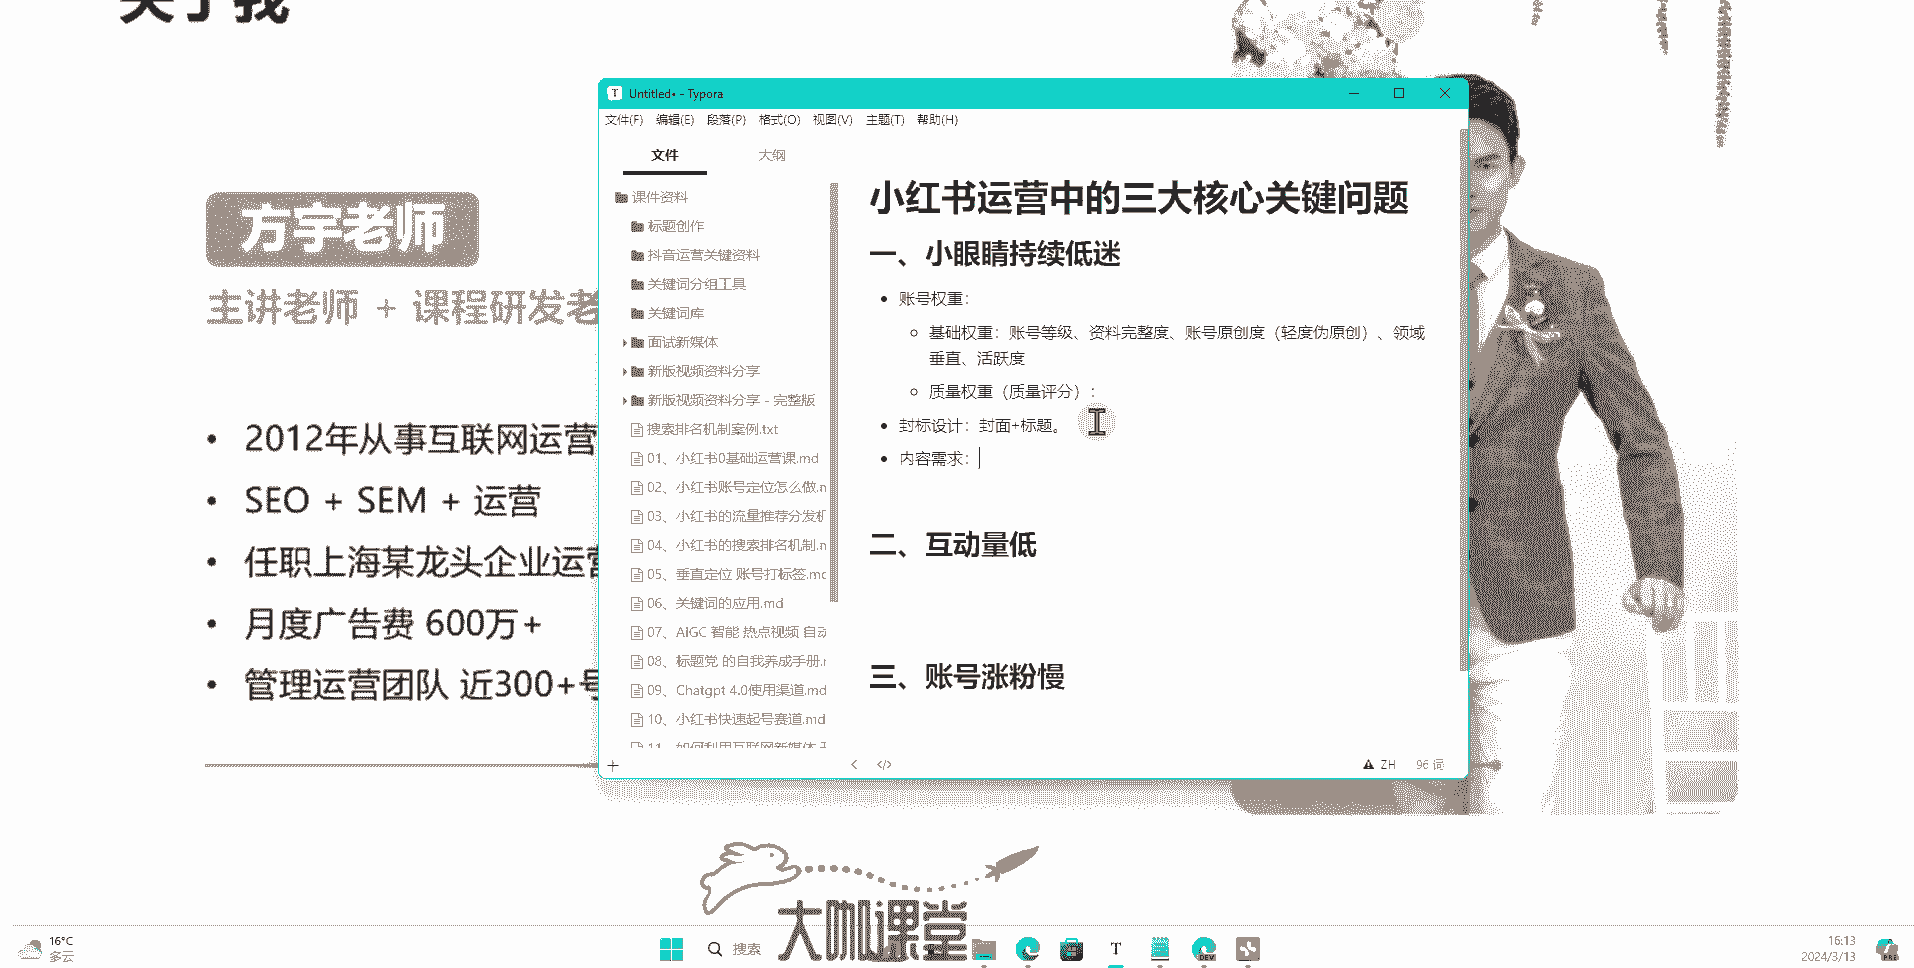 关于我
方宇老师
主讲老师 + 课程研发老
2012年从事互联网运营
SEO + SEM + 运营
任职上海某龙头企业运营
月度广告费 600万+
管理运营团队 近300+号
Untitled• - Typora
文件(F) 编辑(E) 段落(P) 格式(O) 视图(V) 主题(T) 帮助(H)
文件 大纲
课件资料
标题创作
抖音运营关键资料
关键词分组工具
关键词库
面试新媒体
新版视频资料分享
新版视频资料分享 - 完整版
搜索排名机制案例.txt
01、小红书0基础运营课.md
02、小红书账号定位怎么做.n
03、小红书的流量推荐分发机
04、小红书的搜索排名机制.n
05、垂直定位 账号打标签.mc
06、关键词的应用.md
07、AIGC 智能 热点视频 自动
08、标题党 的自我养成手册.r
09、Chatgpt 4.0使用渠道.md
10、小红书快速起号赛道.md
11、如何利用互联网新媒体
小红书运营中的三大核心关键问题
一、小眼睛持续低迷
账号权重：
基础权重：账号等级、资料完整度、账号原创度（轻度伪原创）、领域
垂直、活跃度
质量权重（质量评分）：
封标设计：封面+标题。
内容需求：
二、互动量低
三、账号涨粉慢
ZH 96 词
大咖课堂
16°C
多云
搜索
T
DEV
16:13
2024/3/13
PRE